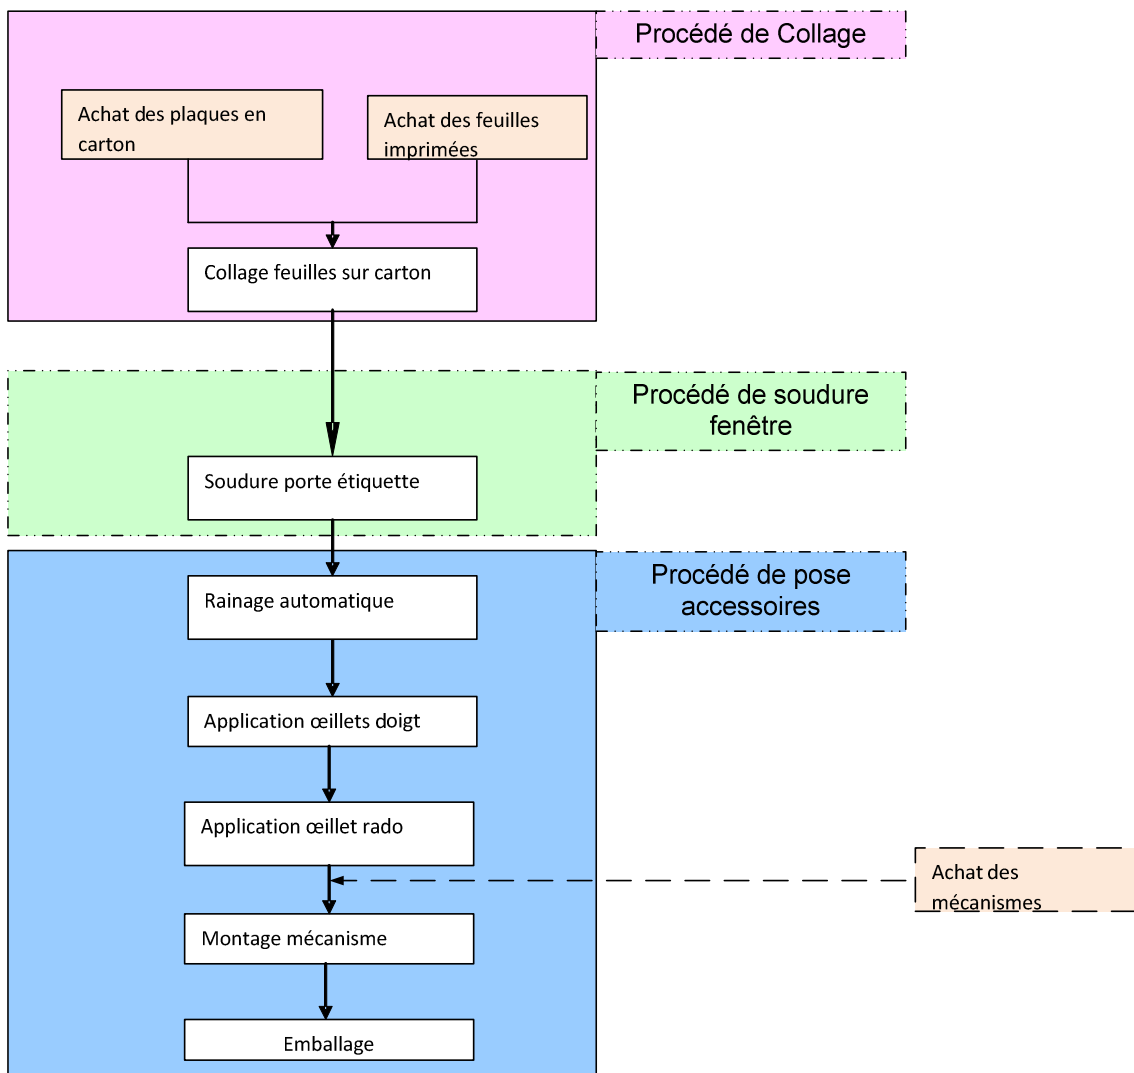 Procédé de Collage
Achat des plaques en
carton
Achat des feuilles
imprimées
Collage feuilles sur carton
Procédé de soudure
fenêtre
Soudure porte étiquette
Procédé de pose
accessoires
Rainage automatique
Application œillets doigt
Application œillet rado
Achat des
mécanismes
Montage mécanisme
Emballage